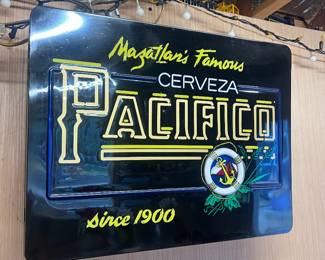 Mazatlan's Famous
CERVEZA
PACIFICO
since 1900